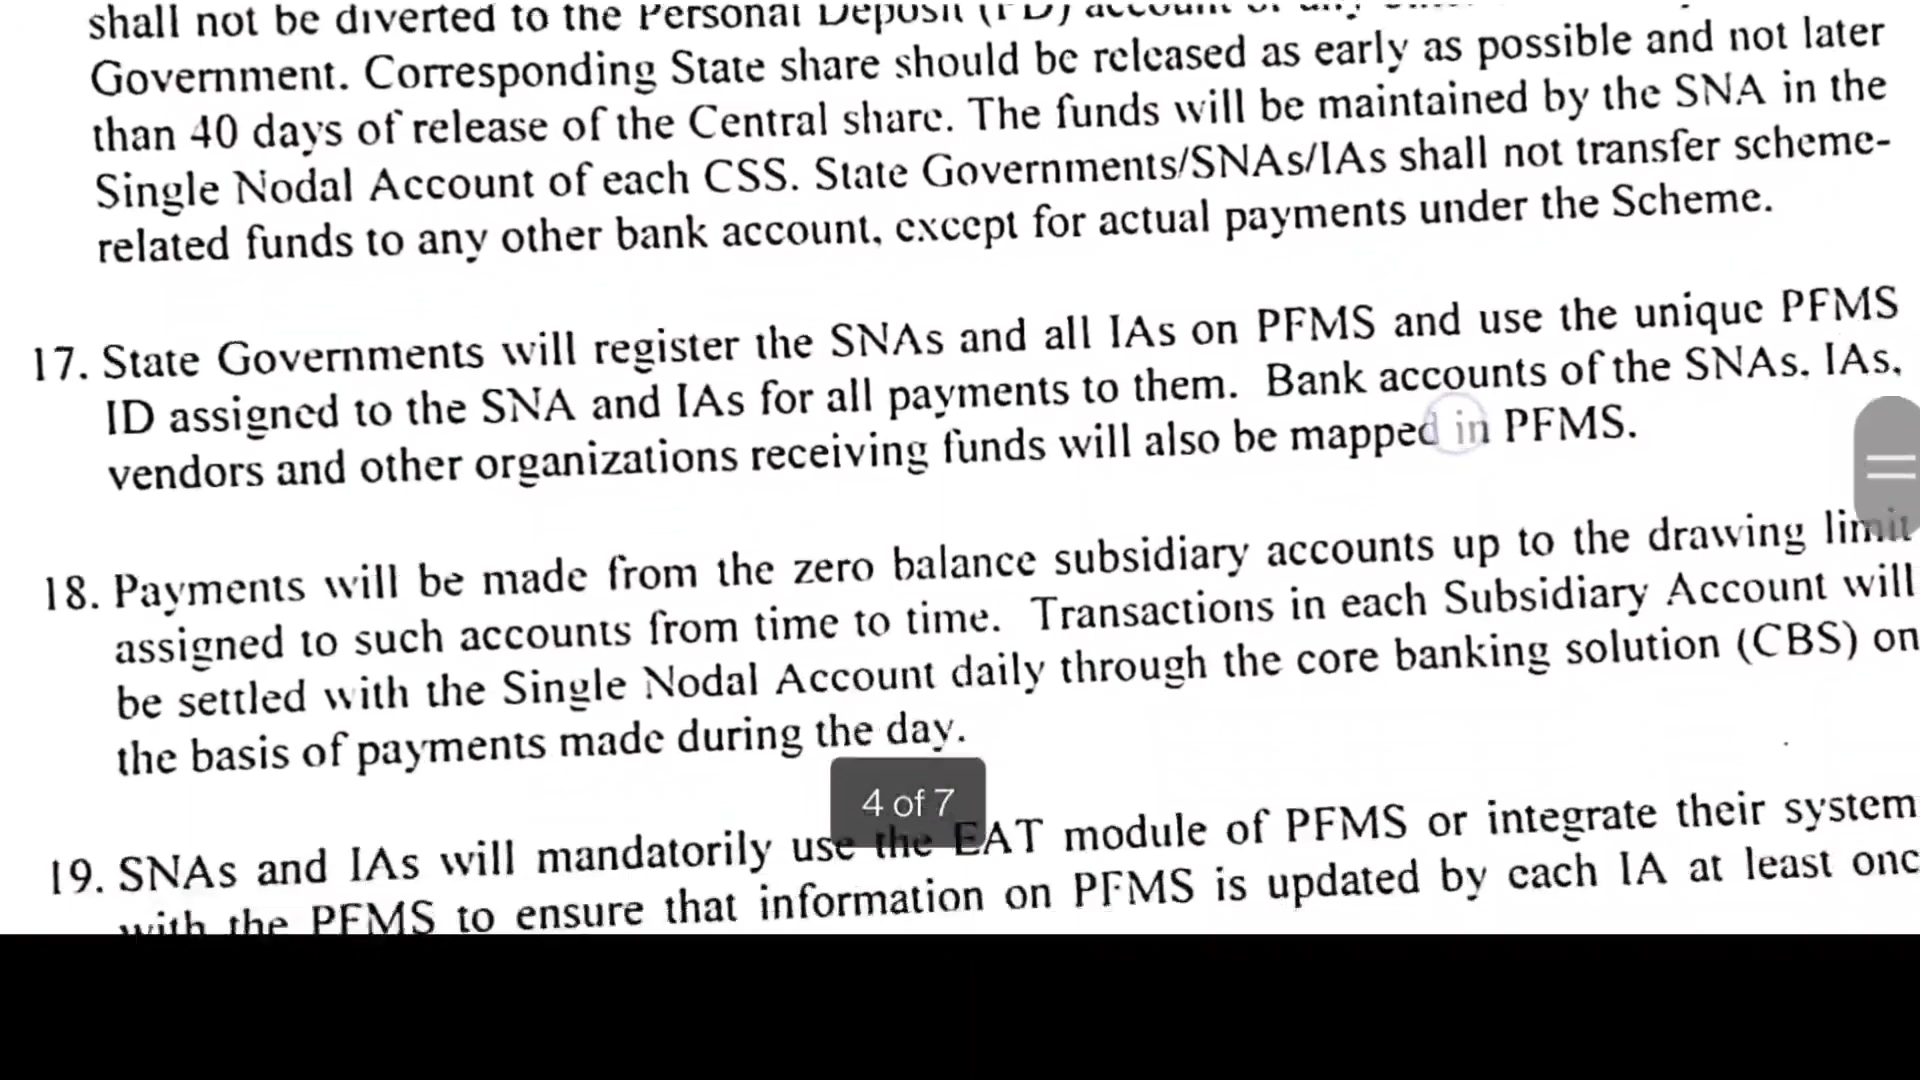 shall not be diverted to the Personal Deposit (PD) account
Government. Corresponding State share should be released as early as possible and not later
than 40 days of release of the Central share. The funds will be maintained by the SNA in the
Single Nodal Account of each CSS. State Governments/SNAs/IAs shall not transfer scheme-
related funds to any other bank account, except for actual payments under the Scheme.
17. State Governments will register the SNAs and all IAs on PFMS and use the unique PFMS
ID assigned to the SNA and IAs for all payments to them. Bank accounts of the SNAs, IAs,
vendors and other organizations receiving funds will also be mapped in PFMS.
18. Payments will be made from the zero balance subsidiary accounts up to the drawing limit
assigned to such accounts from time to time. Transactions in each Subsidiary Account will
be settled with the Single Nodal Account daily through the core banking solution (CBS) on
the basis of payments made during the day.
4 of 7
19. SNAs and IAs will mandatorily use the EAT module of PFMS or integrate their system
with the PFMS to ensure that information on PFMS is updated by each IA at least onc